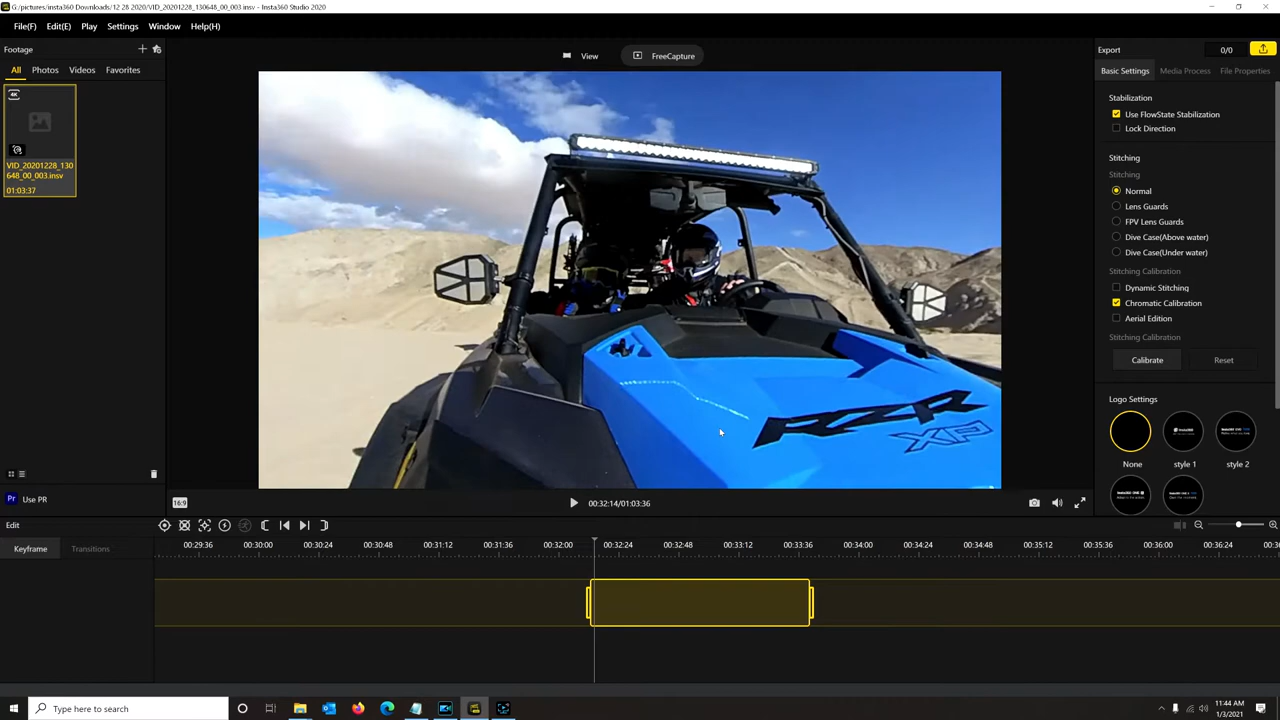 G:/pictures/insta360 Downloads/12 28 2020/VID_20201228_130648_00_003.insv - Insta360 Studio 2020
File(F) Edit(E) Play Settings Window Help(H)
Footage
All Photos Videos Favorites
4K
VID_20201228_130
648_00_003.insv
01:03:37
Pr Use PR
View FreeCapture
RZR
XP
16:9
00:32:14/01:03:36
Export 0/0
Basic Settings Media Process File Properties
Stabilization
Use FlowState Stabilization
Lock Direction
Stitching
Stitching
Normal
Lens Guards
FPV Lens Guards
Dive Case(Above water)
Dive Case(Under water)
Stitching Calibration
Dynamic Stitching
Chromatic Calibration
Aerial Edition
Stitching Calibration
Calibrate Reset
Logo Settings
None style 1 style 2
Edit
Keyframe Transitions
00:29:36 00:30:00 00:30:24 00:30:48 00:31:12 00:31:36 00:32:00 00:32:24 00:32:48 00:33:12 00:33:36 00:34:00 00:34:24 00:34:48 00:35:12 00:35:36 00:36:00 00:36:24
Type here to search
11:44 AM
1/3/2021